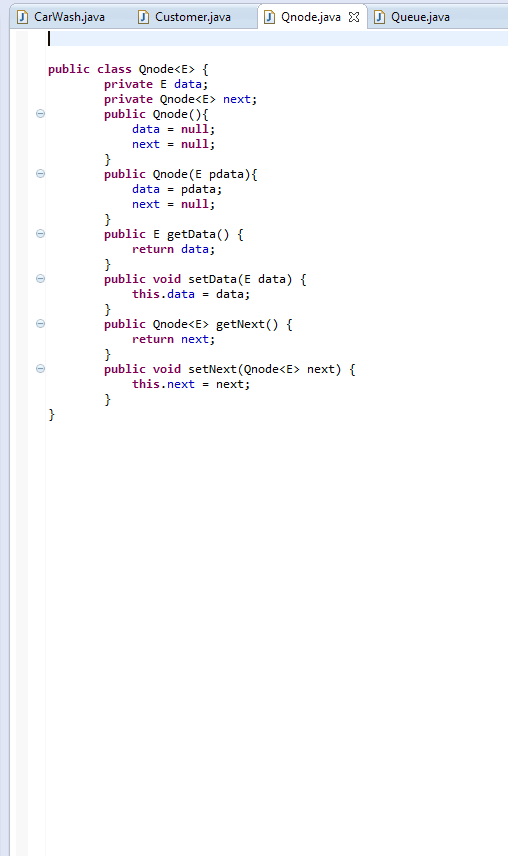 CarWash.java Customer.java Qnode.java Queue.java
public class Qnode<E> {
private E data;
private Qnode<E> next;
public Qnode(){
data = null;
next = null;
}
public Qnode(E pdata){
data = pdata;
next = null;
}
public E getData() {
return data;
}
public void setData(E data) {
this.data = data;
}
public Qnode<E> getNext() {
return next;
}
public void setNext(Qnode<E> next) {
this.next = next;
}
}